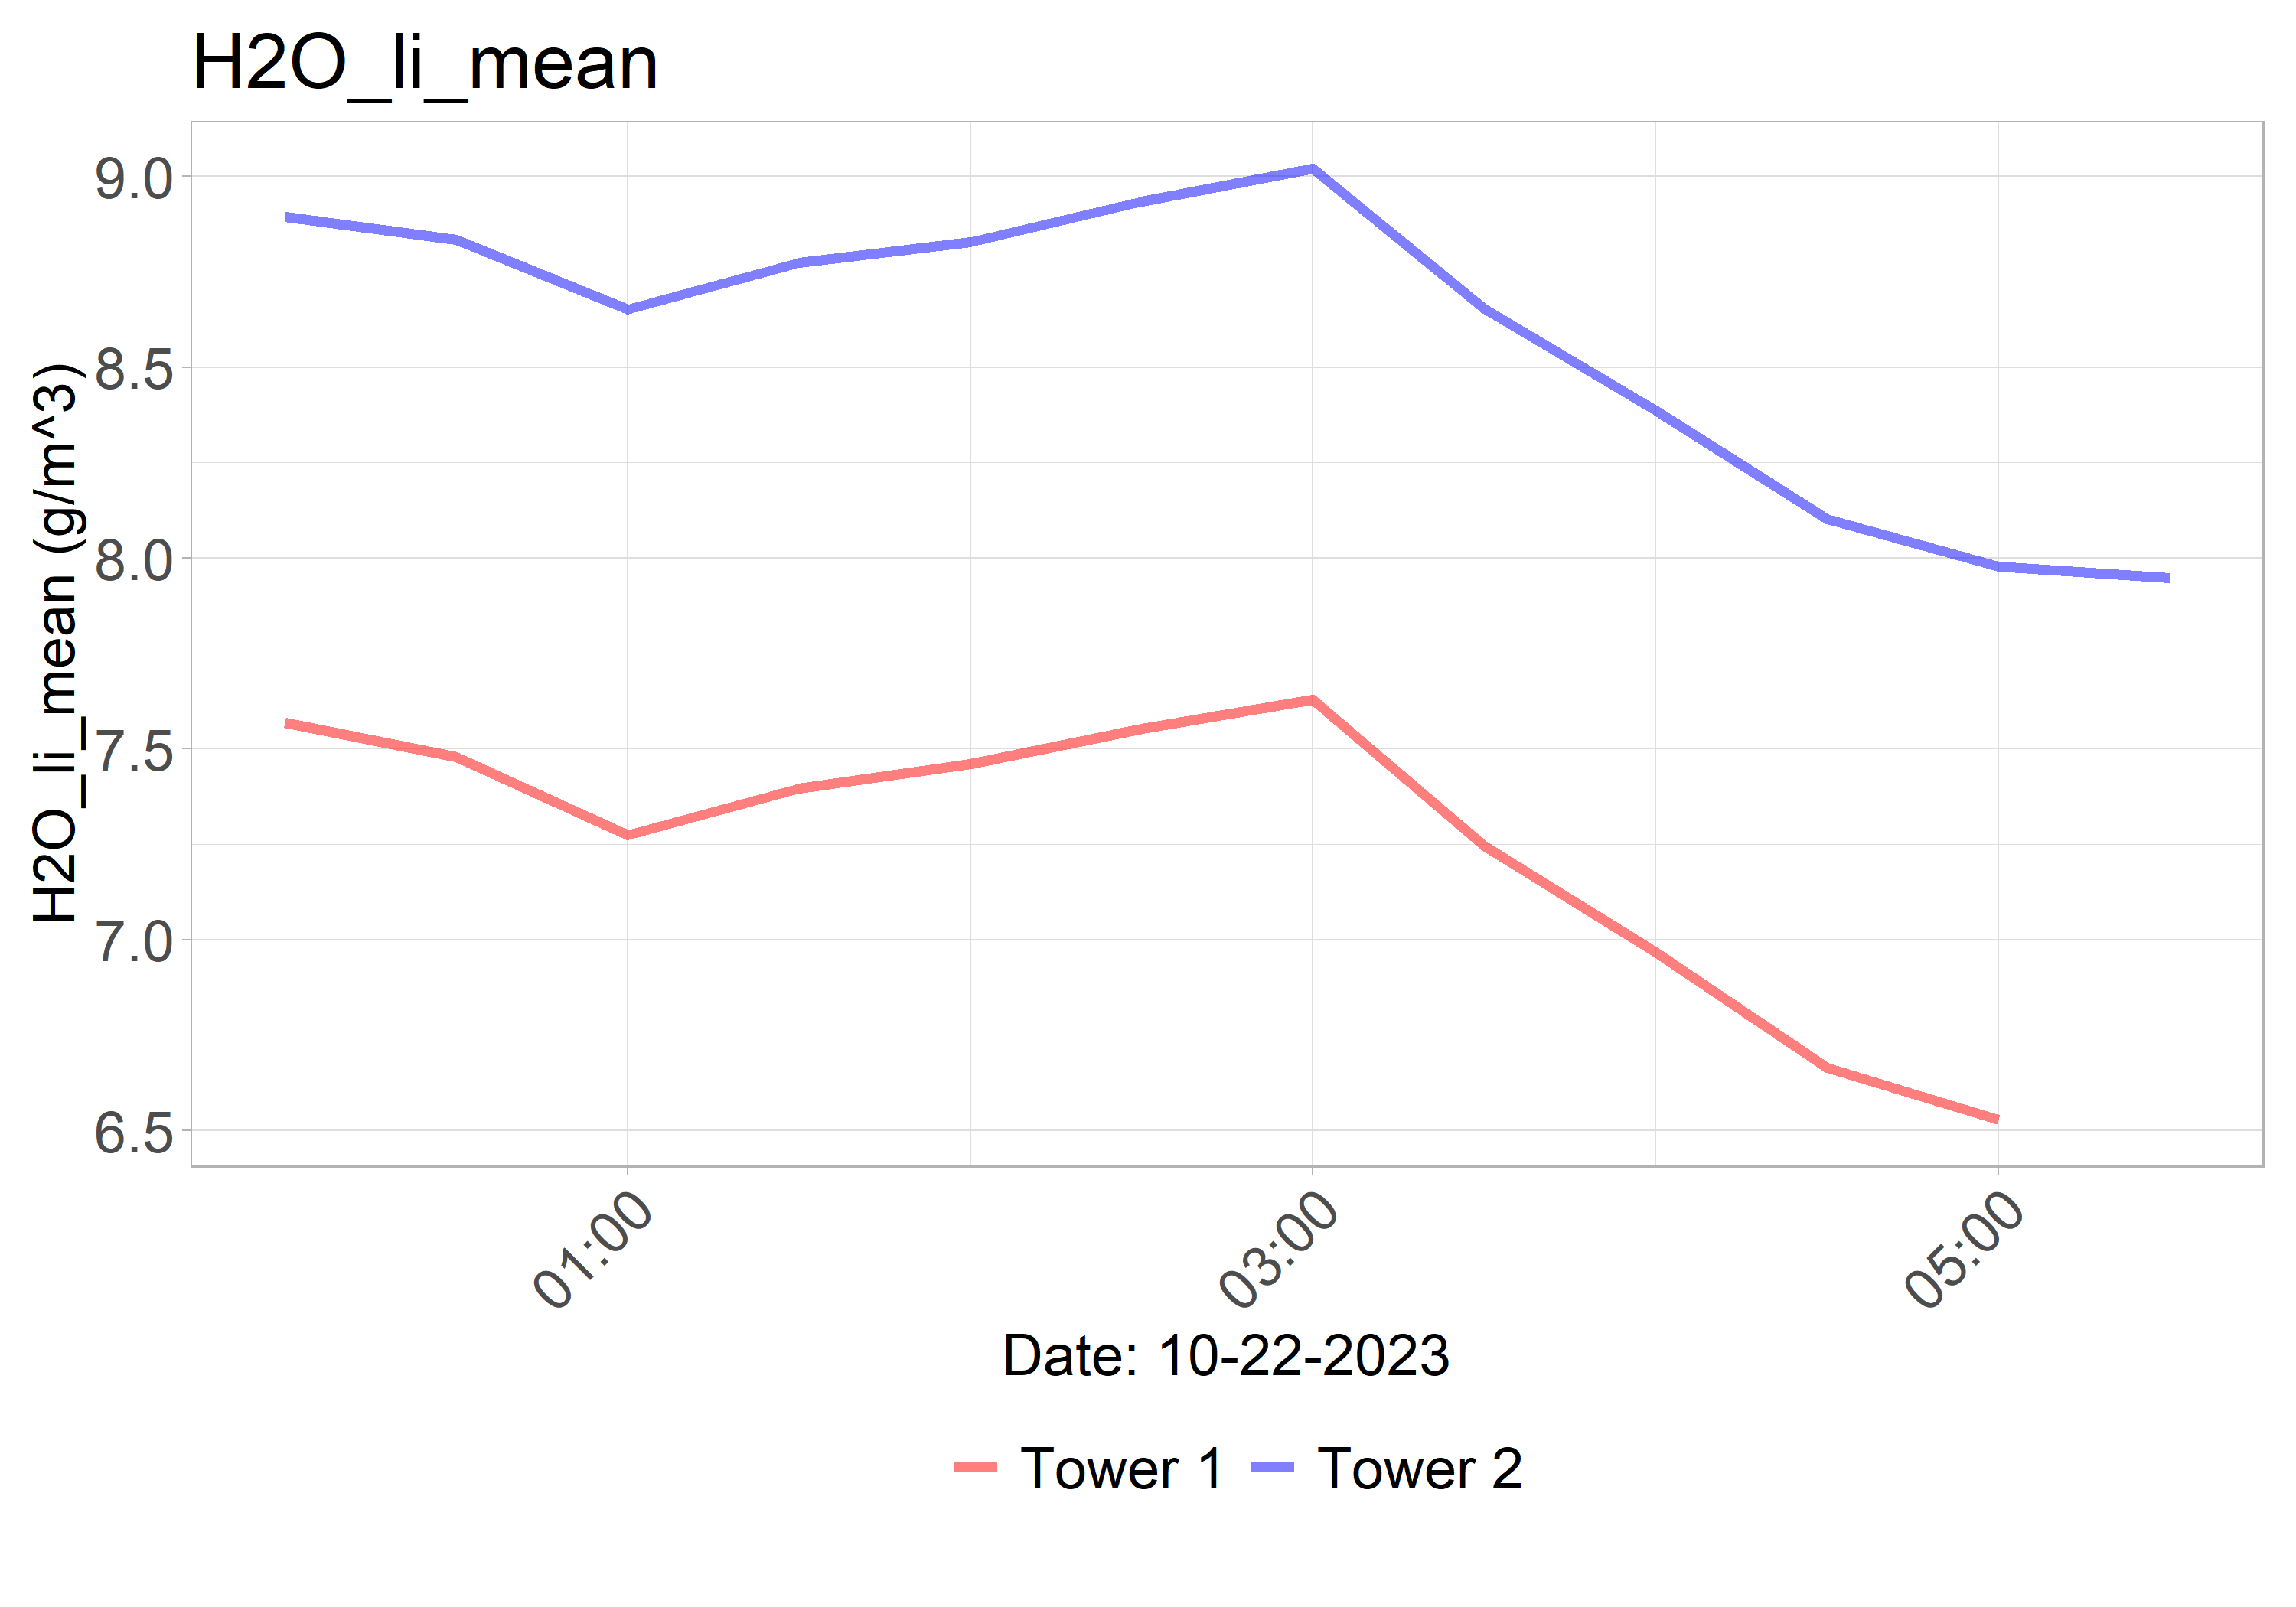 H2O_li_mean
H2O_li_mean (g/m^3)
9.0
8.5
8.0
7.5
7.0
6.5
01:00
03:00
05:00
Date: 10-22-2023
Tower 1
Tower 2